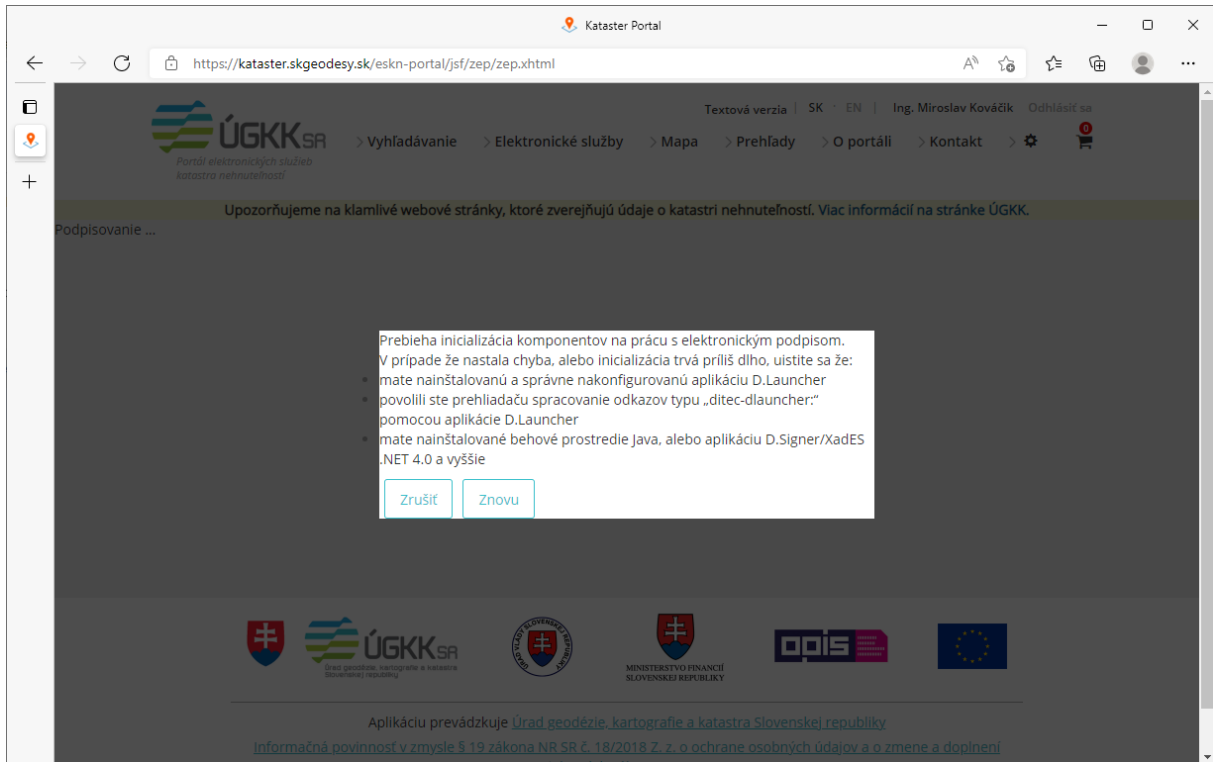 Kataster Portal
https://kataster.skgeodesy.sk/eskn-portal/jsf/zep/zep.xhtml
Textová verzia | SK - EN | Ing. Miroslav Kováčik Odhlásiť sa
ÚGKKSR
Vyhľadávanie Elektronické služby Mapa Prehľady O portáli Kontakt 0
Portál elektronických služieb
katastra nehnuteľností
Upozorňujeme na klamlivé webové stránky, ktoré zverejňujú údaje o katastri nehnuteľností. Viac informácií na stránke ÚGKK.
Podpisovanie ...
Prebieha inicializácia komponentov na prácu s elektronickým podpisom.
V prípade že nastala chyba, alebo inicializácia trvá príliš dlho, uistite sa že:
mate nainštalovanú a správne nakonfigurovanú aplikáciu D.Launcher
povolili ste prehliadaču spracovanie odkazov typu „ditec-dlauncher:“
pomocou aplikácie D.Launcher
mate nainštalované behové prostredie Java, alebo aplikáciu D.Signer/XadES
.NET 4.0 a vyššie
Zrušiť Znovu
ÚGKKSR
Úrad geodézie, kartografie a katastra
Slovenskej republiky
ÚRAD VLÁDY SLOVENSKEJ REPUBLIKY
MINISTERSTVO FINANCIÍ
SLOVENSKEJ REPUBLIKY
opis
Aplikáciu prevádzkuje Úrad geodézie, kartografie a katastra Slovenskej republiky
Informačná povinnosť v zmysle § 19 zákona NR SR č. 18/2018 Z. z. o ochrane osobných údajov a o zmene a doplnení